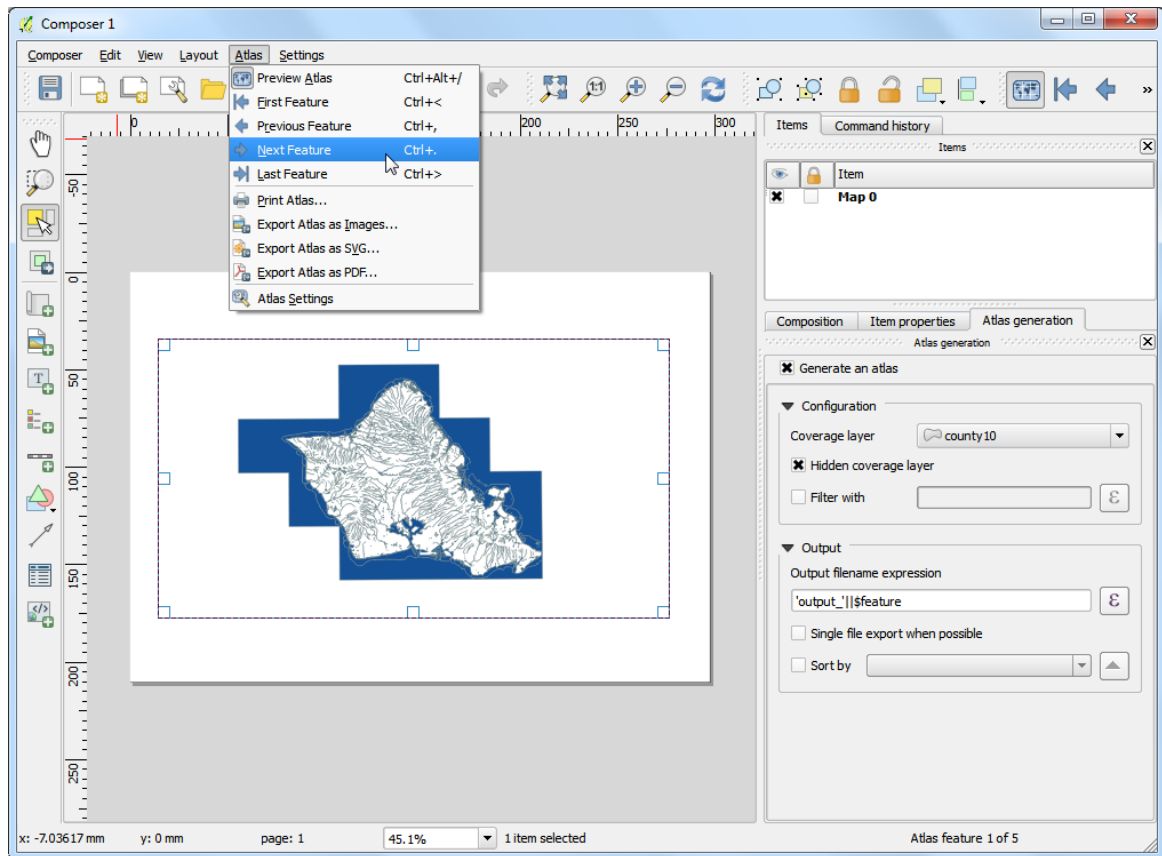 Composer 1
Composer Edit View Layout Atlas Settings
Preview Atlas Ctrl+Alt+/
First Feature Ctrl+<
Previous Feature Ctrl+,
Next Feature Ctrl+.
Last Feature Ctrl+>
Print Atlas...
Export Atlas as Images...
Export Atlas as SVG...
Export Atlas as PDF...
Atlas Settings
1:1
»
0 200 250 300
-50
0
50
100
150
200
250
T
</>
Items Command history
Items
Item
Map 0
Composition Item properties Atlas generation
Atlas generation
Generate an atlas
Configuration
Coverage layer county10
Hidden coverage layer
Filter with ε
Output
Output filename expression
'output_'||$feature ε
Single file export when possible
Sort by
x: -7.03617 mm y: 0 mm page: 1 45.1% 1 item selected Atlas feature 1 of 5